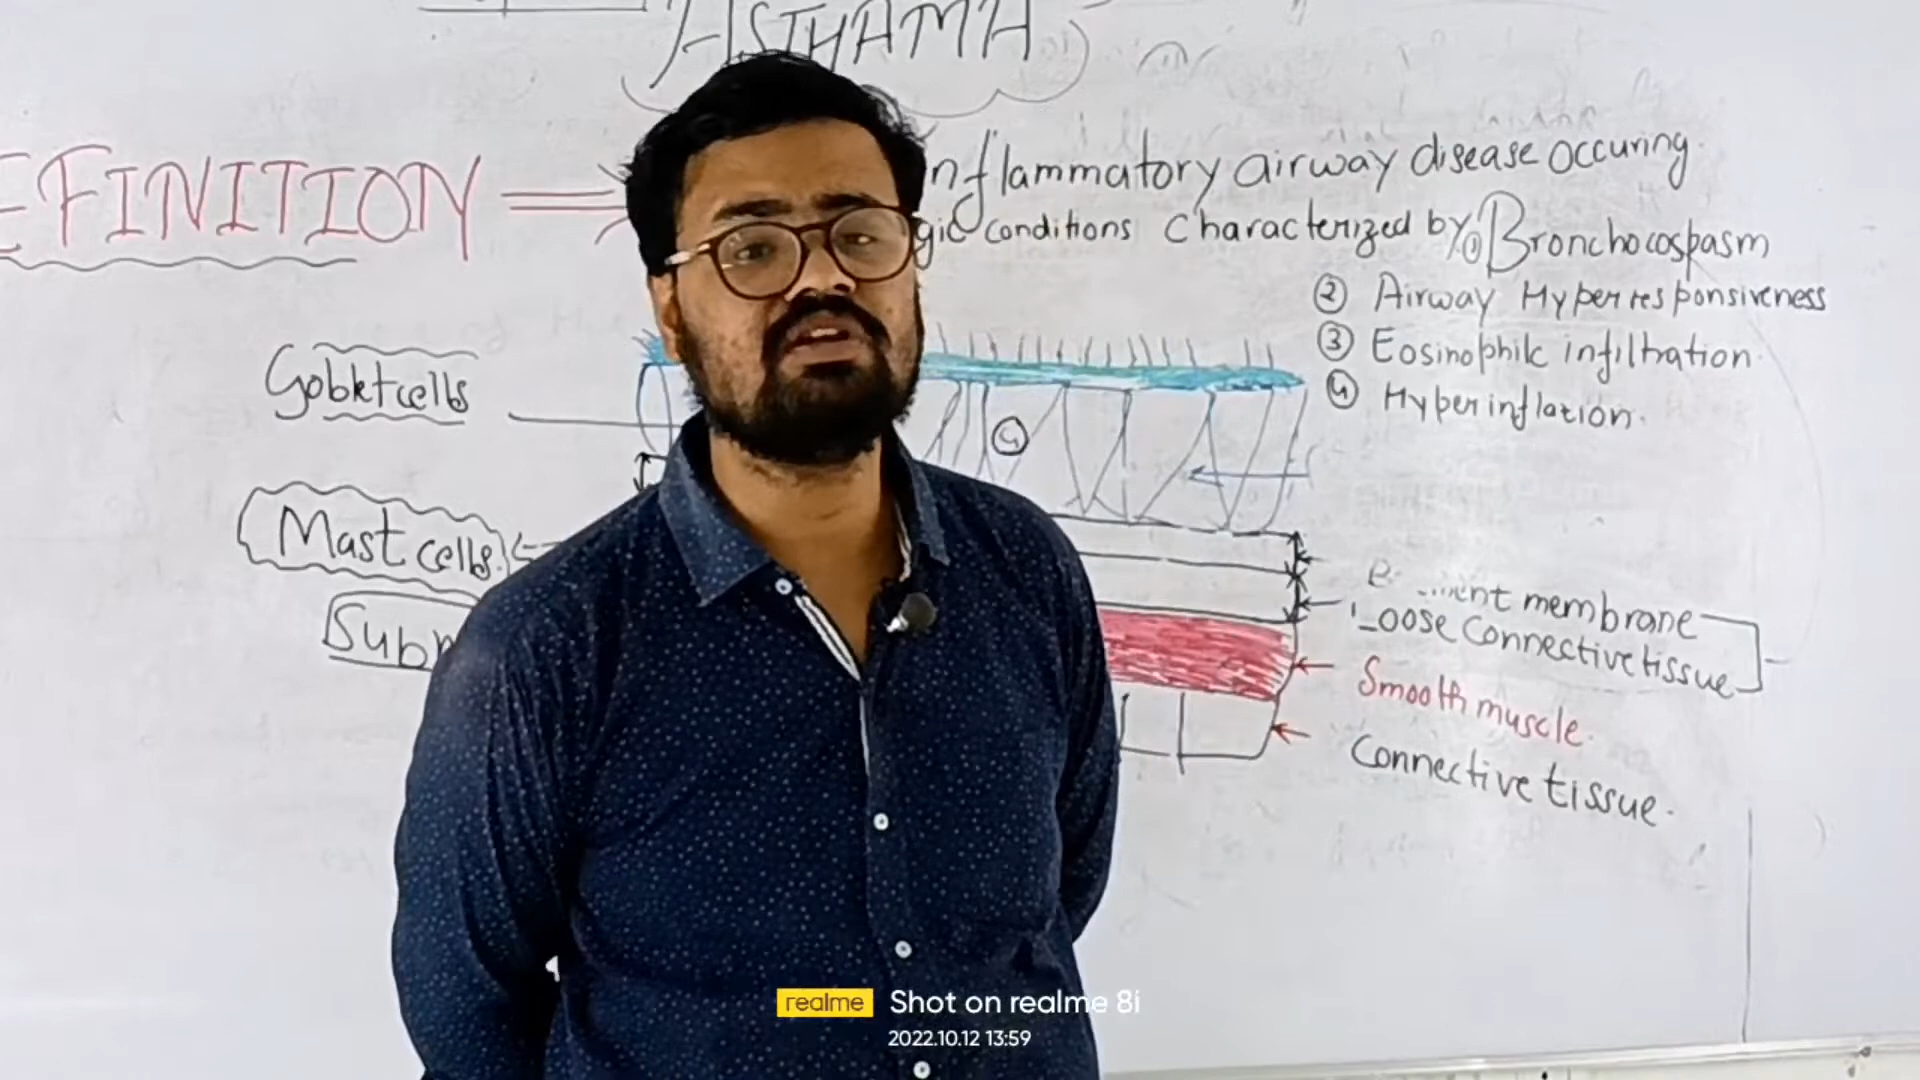 ASTHAMA
EFINITION
nflammatory airway disease occuring
gic conditions Characterized by
① Bronchocospasm
② Airway Hyperresponsiveness
③ Eosinophilic infiltration
④ Hyperinflation.
Gobletcells
G
Mast cells
Subm
membrane
Loose Connective tissue
Smooth muscle
Connective tissue.
realme Shot on realme 8i
2022.10.12 13:59